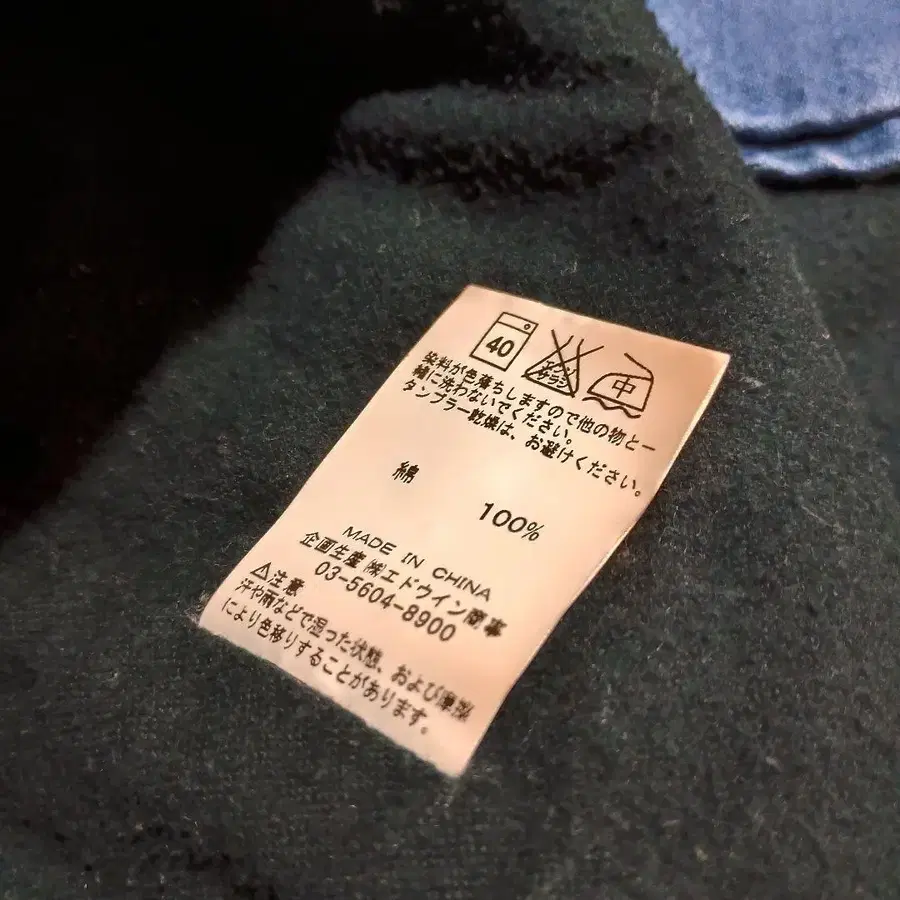 40 エンソ サラシ 中
染料が色落ちしますので他の物と一
緒に洗わないでください。
タンブラー乾燥は、お避けください。
綿 100%
MADE IN CHINA
企画生産 ㈱エドウイン商事
03-5604-8900
⚠注意
汗や雨などで湿った状態、および摩擦
により色移りすることがあります。